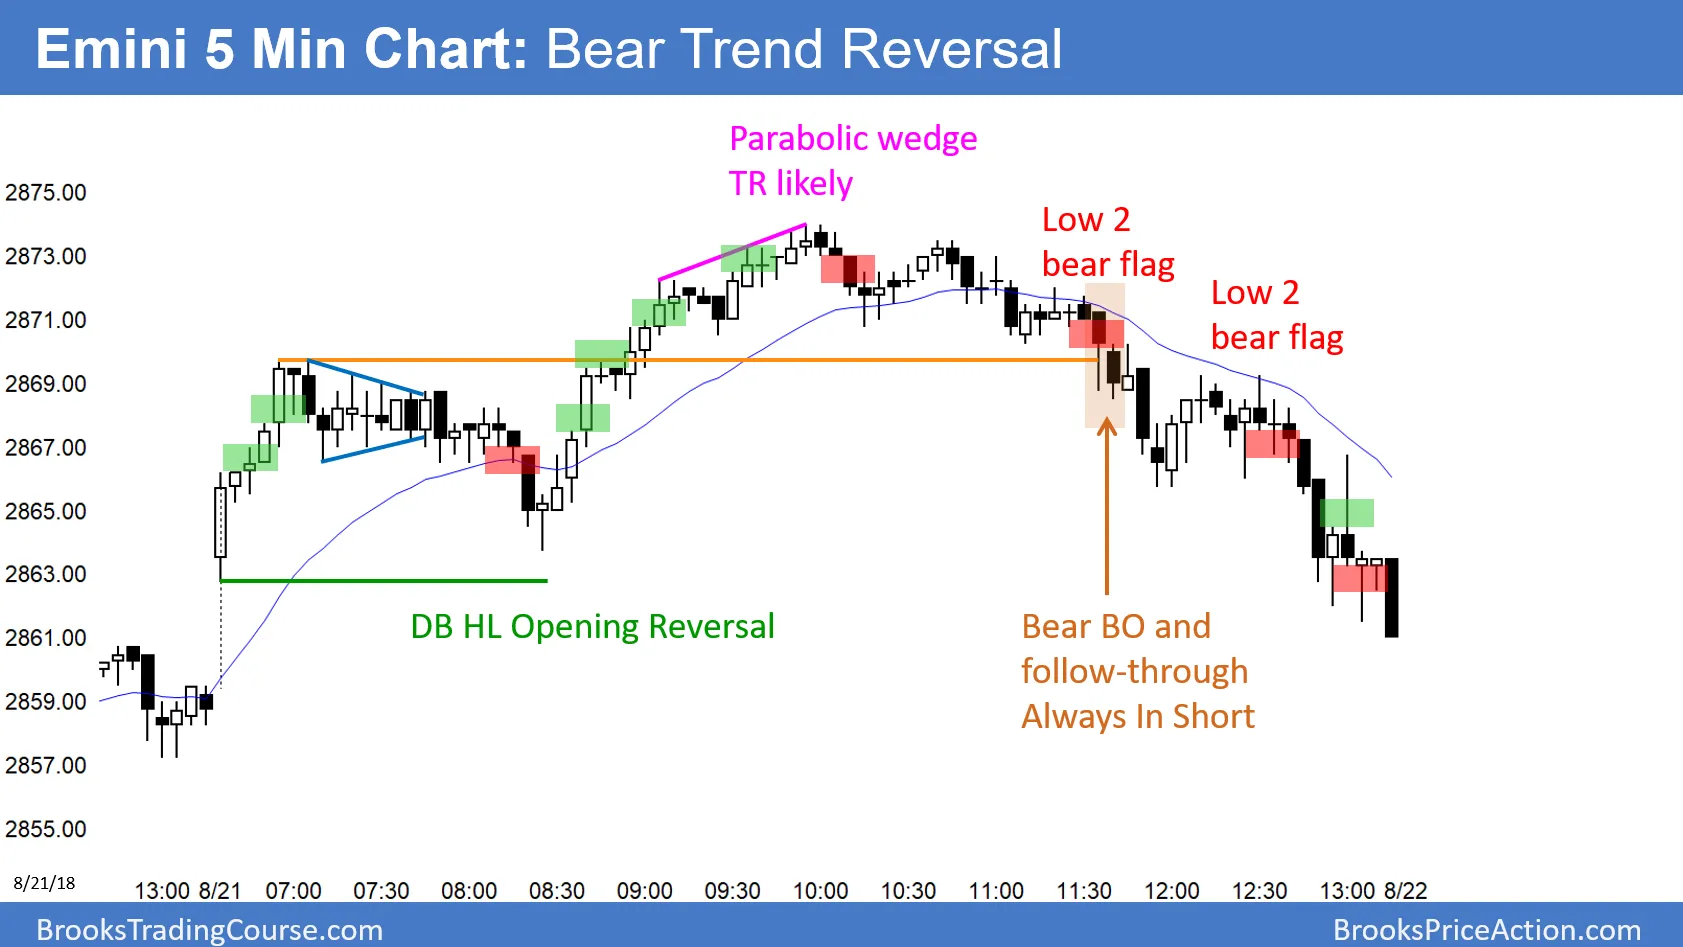 Emini 5 Min Chart: Bear Trend Reversal
Parabolic wedge
TR likely
Low 2
bear flag
Low 2
bear flag
2875.00
2873.00
2871.00
2869.00
2867.00
2865.00
2863.00
2861.00
2859.00
2857.00
2855.00
DB HL Opening Reversal
Bear BO and
follow-through
Always In Short
8/21/18
13:00 8/21 07:00 07:30 08:00 08:30 09:00 09:30 10:00 10:30 11:00 11:30 12:00 12:30 13:00 8/22
BrooksTradingCourse.com
BrooksPriceAction.com